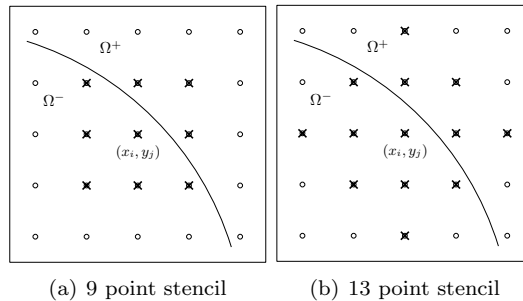 Ω⁺
Ω⁻
(xᵢ, yⱼ)
(a) 9 point stencil
Ω⁺
Ω⁻
(xᵢ, yⱼ)
(b) 13 point stencil